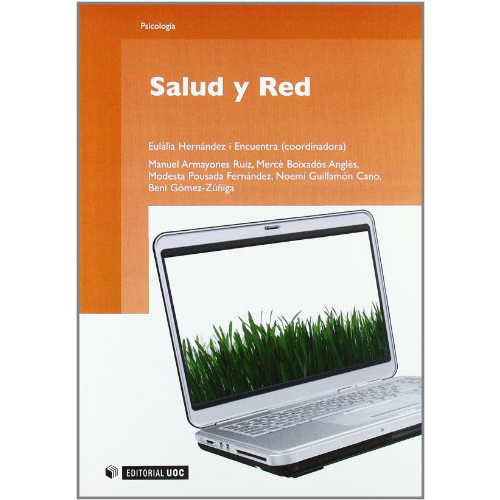 Psicología
Salud y Red
Eulàlia Hernández i Encuentra (coordinadora)
Manuel Armayones Ruiz, Mercè Boixadós Anglès,
Modesta Pousada Fernández, Noemí Guillamón Cano,
Beni Gómez-Zúñiga
EDITORIAL UOC